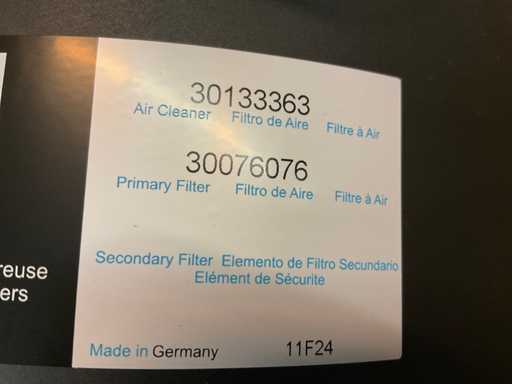 30133363
Air Cleaner Filtro de Aire Filtre à Air
30076076
Primary Filter Filtro de Aire Filtre à Air
Secondary Filter Elemento de Filtro Secundario
Elément de Sécurite
reuse
ers
Made in Germany 11F24